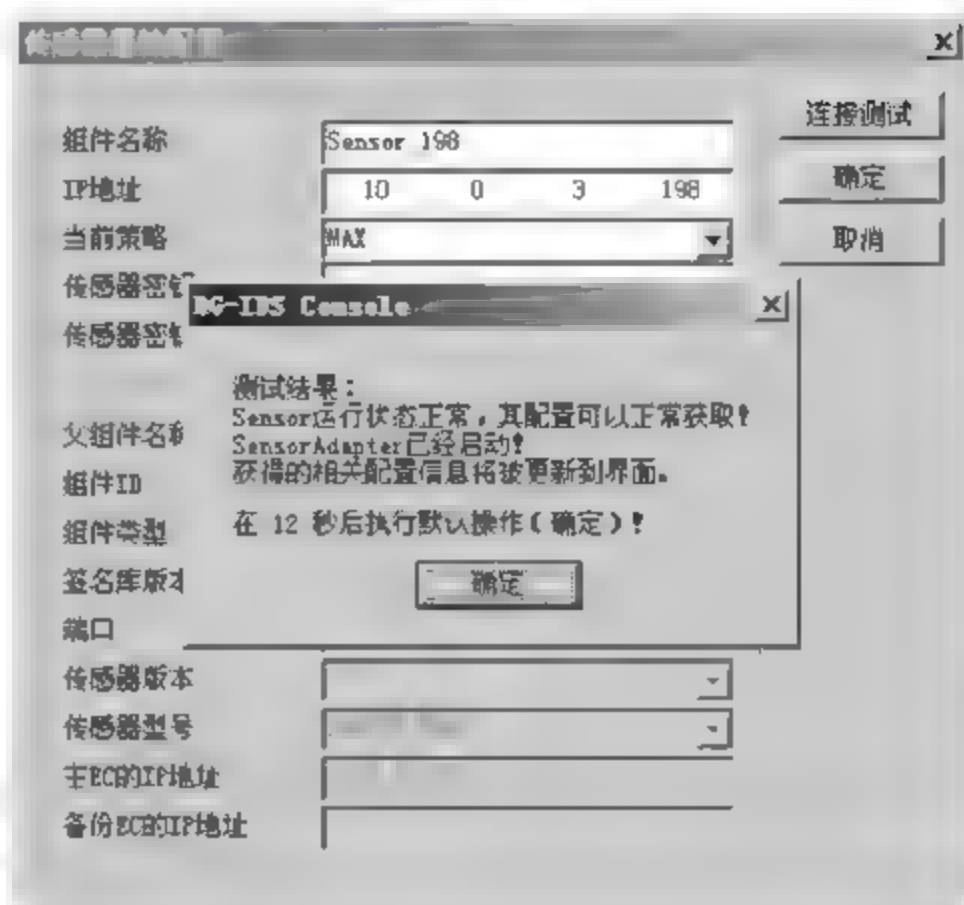 连接测试
组件名称 Sensor 198
IP地址 10 0 3 198
确定
当前策略 MAX
取消
传感器密
传感器密
RG-IDS Console
测试结果：
Sensor运行状态正常，其配置可以正常获取！
SensorAdapter已经启动！
获得的相关配置信息将被更新到界面。
在 12 秒后执行默认操作（确定）！
确定
父组件名称
组件ID
组件类型
签名库版本
端口
传感器版本
传感器型号
主EC的IP地址
备份EC的IP地址